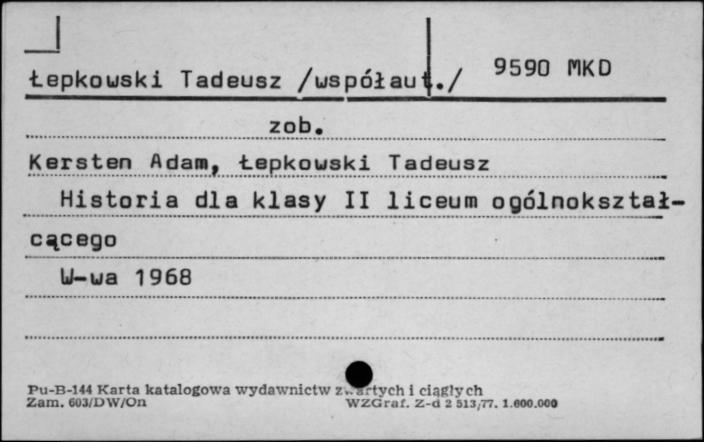 Łepkowski Tadeusz /współaut./ 9590 MKD
zob.
Kersten Adam, Łepkowski Tadeusz
Historia dla klasy II liceum ogólnokształ-
cącego
W-wa 1968
Pu-B-144 Karta katalogowa wydawnictw zwartych i ciągłych
Zam. 603/DW/On WZGraf. Z-d 2 513/77. 1.600.000